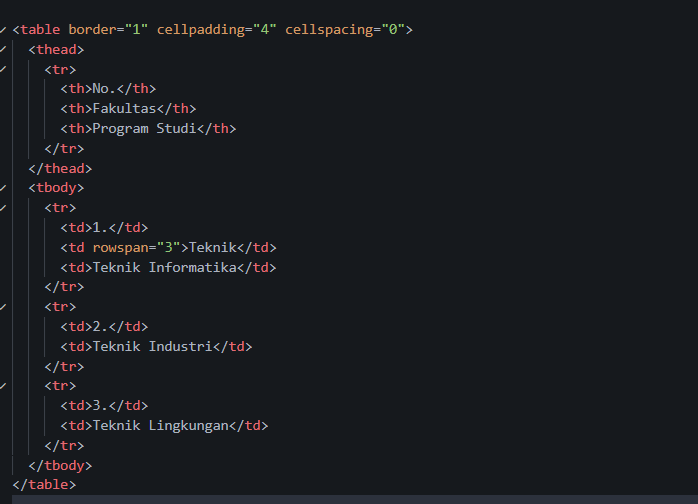 <table border="1" cellpadding="4" cellspacing="0">
<thead>
<tr>
<th>No.</th>
<th>Fakultas</th>
<th>Program Studi</th>
</tr>
</thead>
<tbody>
<tr>
<td>1.</td>
<td rowspan="3">Teknik</td>
<td>Teknik Informatika</td>
</tr>
<tr>
<td>2.</td>
<td>Teknik Industri</td>
</tr>
<tr>
<td>3.</td>
<td>Teknik Lingkungan</td>
</tr>
</tbody>
</table>